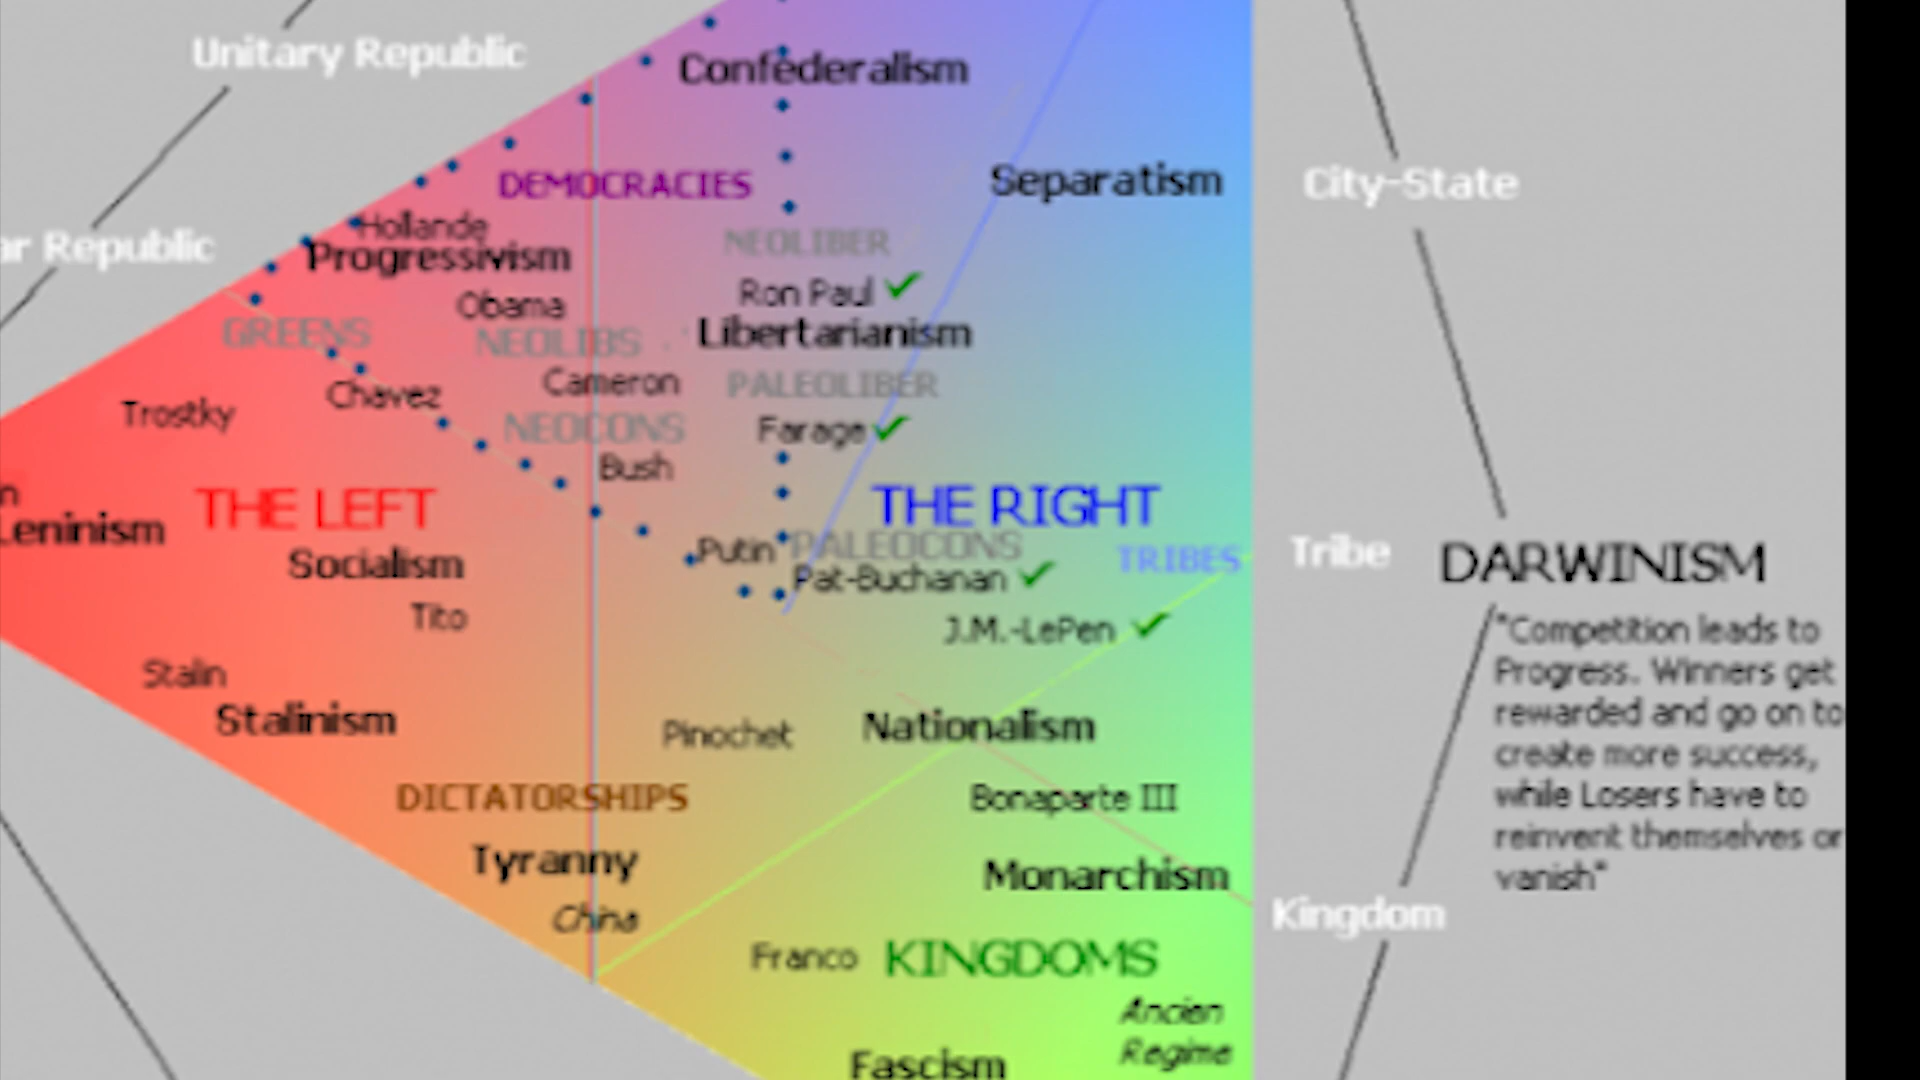 Unitary Republic
Confederalism
DEMOCRACIES
Separatism
City-State
Hollande
ar Republic
Progressivism
NEOLIBER
Obama
Ron Paul
GREENS
NEOLIBS
Libertarianism
Cameron
PALEOLIBER
Chavez
Trostky
NEOCONS
Farage
Bush
n
THE LEFT
THE RIGHT
Leninism
Putin
PALEOCONS
TRIBES
Tribe
DARWINISM
Socialism
Pat-Buchanan
Tito
J.M.-LePen
"Competition leads to
Progress. Winners get
rewarded and go on to
create more success,
while Losers have to
reinvent themselves or
vanish"
Stalin
Stalinism
Pinochet
Nationalism
DICTATORSHIPS
Bonaparte III
Tyranny
Monarchism
China
Kingdom
Franco
KINGDOMS
Ancien
Regime
Fascism